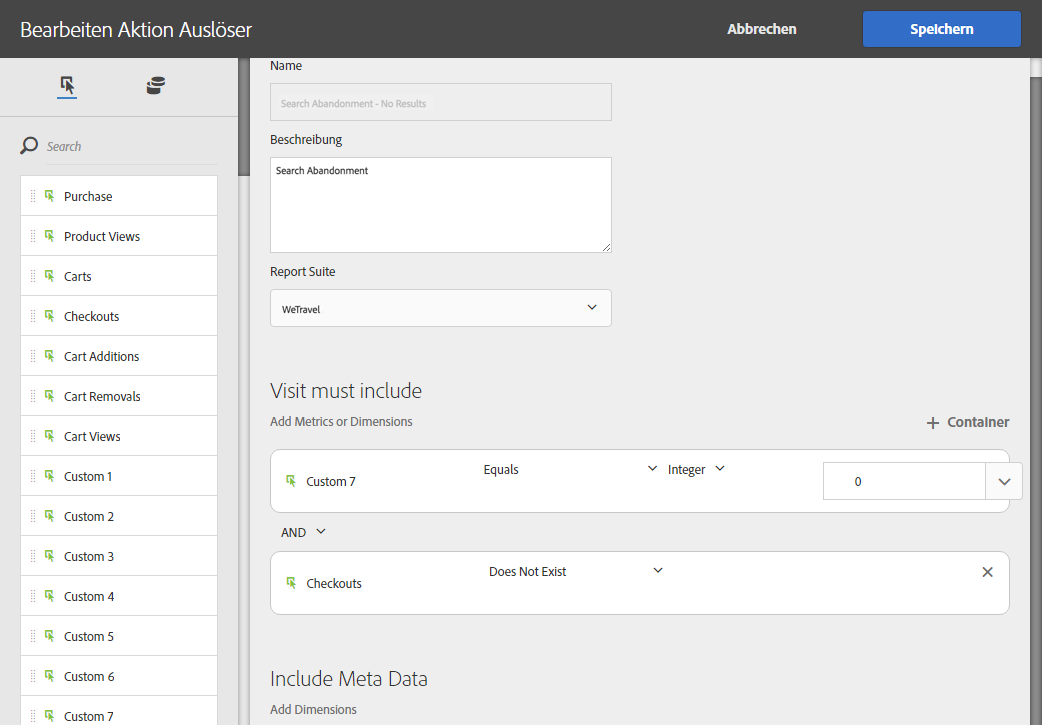 Bearbeiten Aktion Auslöser
Abbrechen
Speichern
Search
Purchase
Product Views
Carts
Checkouts
Cart Additions
Cart Removals
Cart Views
Custom 1
Custom 2
Custom 3
Custom 4
Custom 5
Custom 6
Custom 7
Name
Search Abandonment - No Results
Beschreibung
Search Abandonment
Report Suite
WeTravel
Visit must include
Add Metrics or Dimensions
Container
Custom 7 Equals Integer 0
AND
Checkouts Does Not Exist
Include Meta Data
Add Dimensions